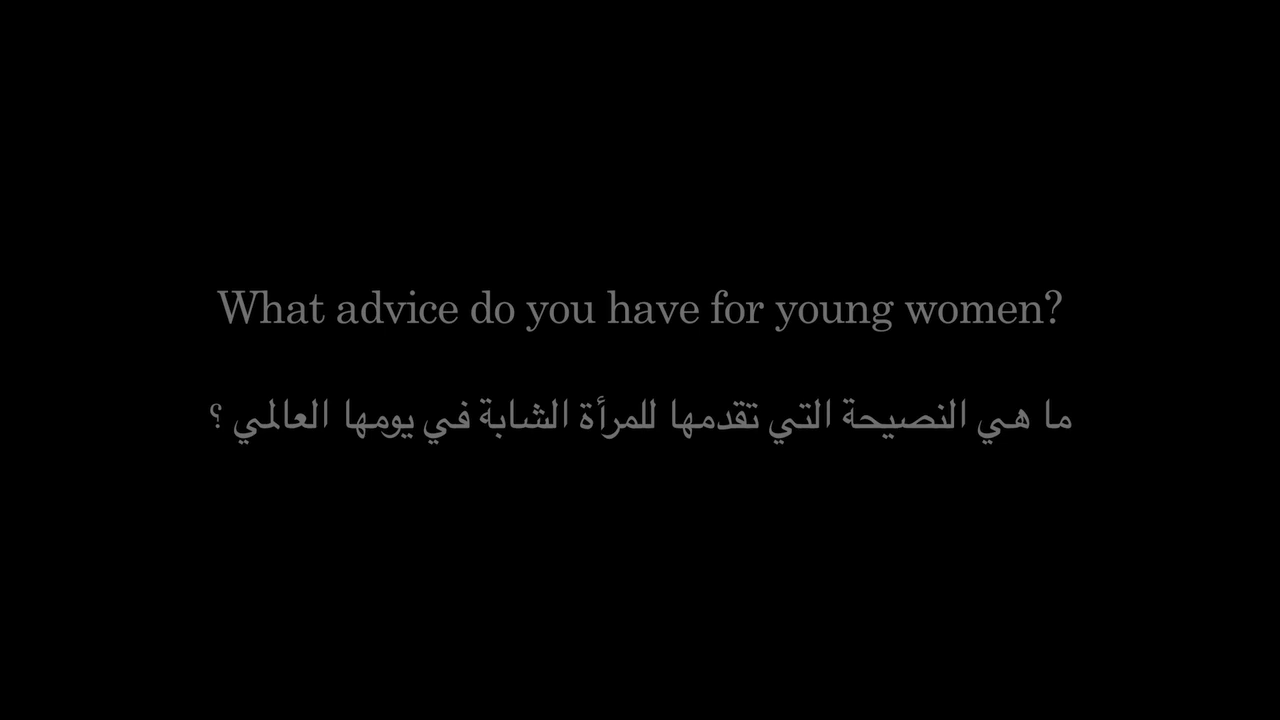 What advice do you have for young women?
ما هي النصيحة التي تقدمها للمرأة الشابة في يومها العالمي ؟